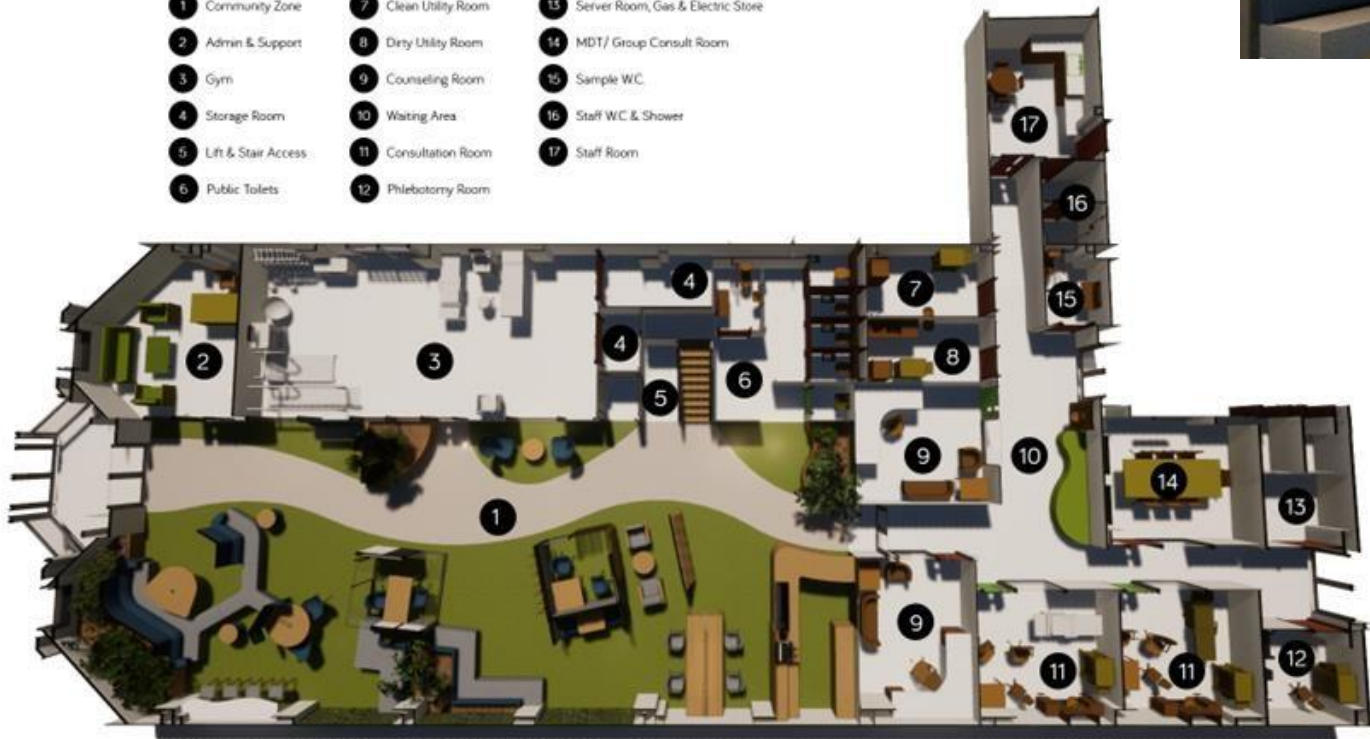 1 Community Zone
2 Admin & Support
3 Gym
4 Storage Room
5 Lift & Stair Access
6 Public Toilets
7 Clean Utility Room
8 Dirty Utility Room
9 Counseling Room
10 Waiting Area
11 Consultation Room
12 Phlebotomy Room
13 Server Room, Gas & Electric Store
14 MDT/ Group Consult Room
15 Sample W.C.
16 Staff W.C & Shower
17 Staff Room
17
16
15
4
7
2
3
4
8
5
6
9
10
14
13
1
9
11
11
12